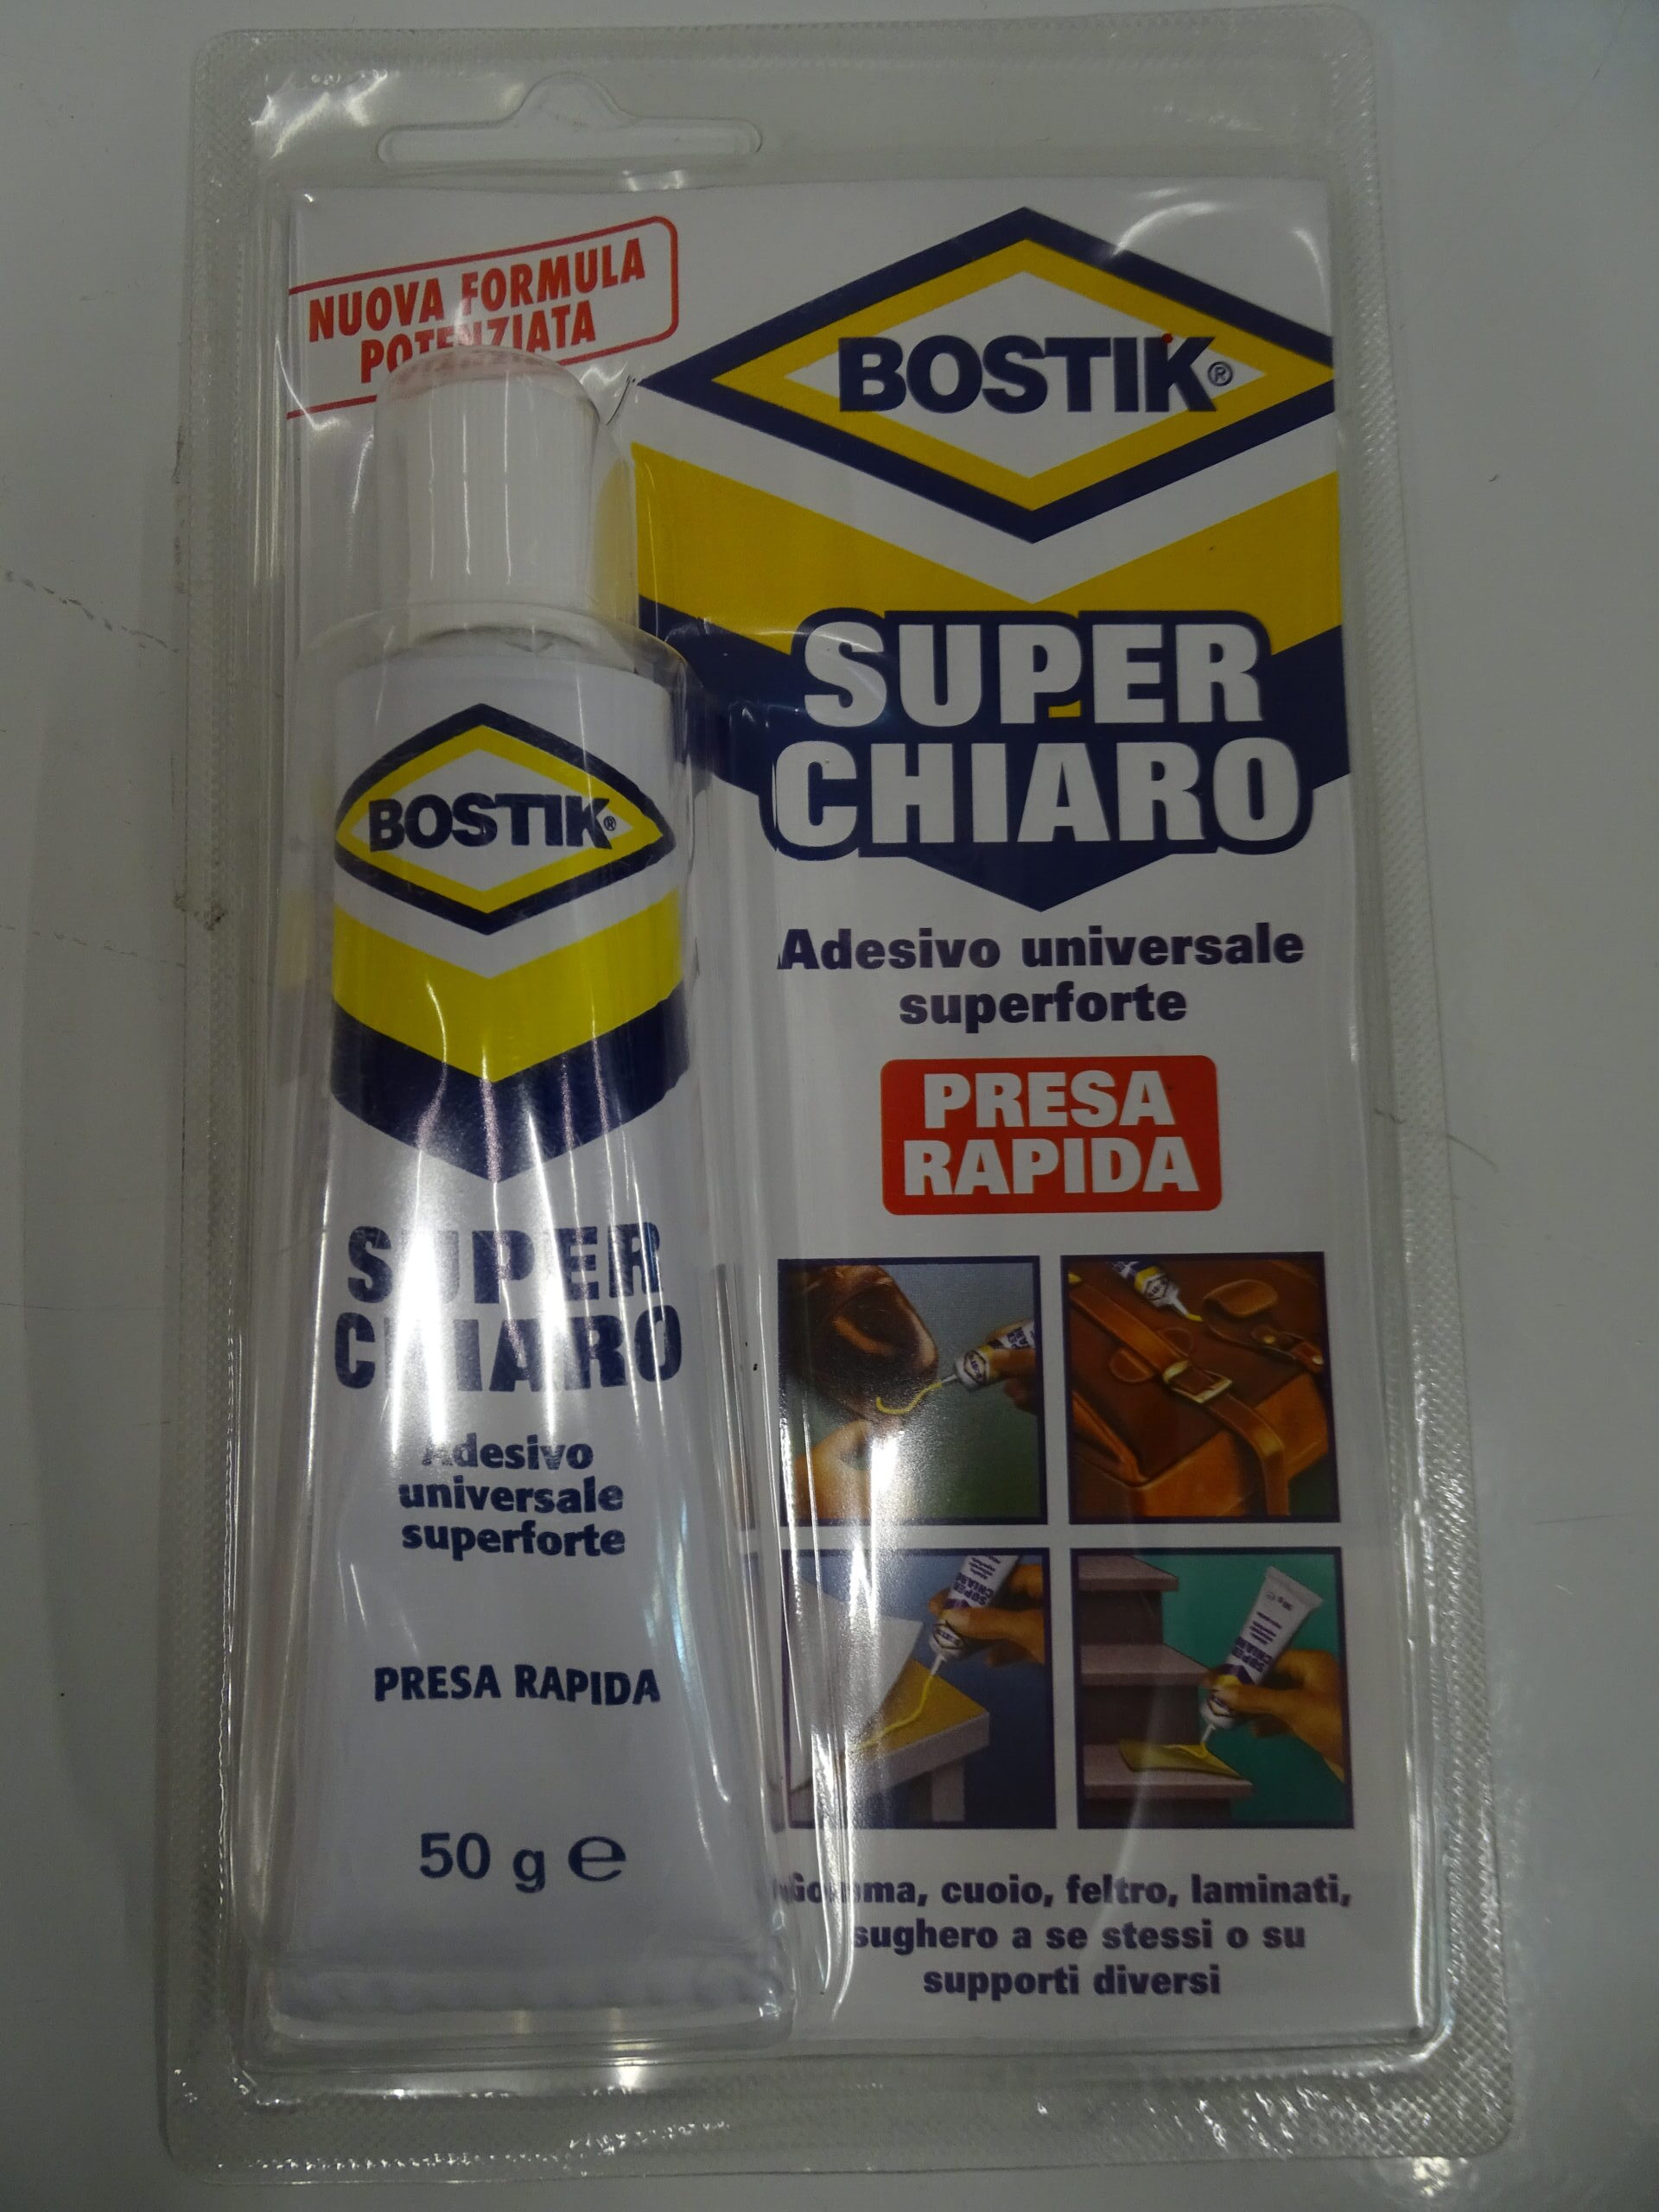 NUOVA FORMULA
POTENZIATA
BOSTIK®
SUPER
CHIARO
Adesivo universale
superforte
PRESA
RAPIDA
Gomma, cuoio, feltro, laminati,
sughero a se stessi o su
supporti diversi
BOSTIK®
SUPER
CHIARO
Adesivo
universale
superforte
PRESA RAPIDA
50 g ℮